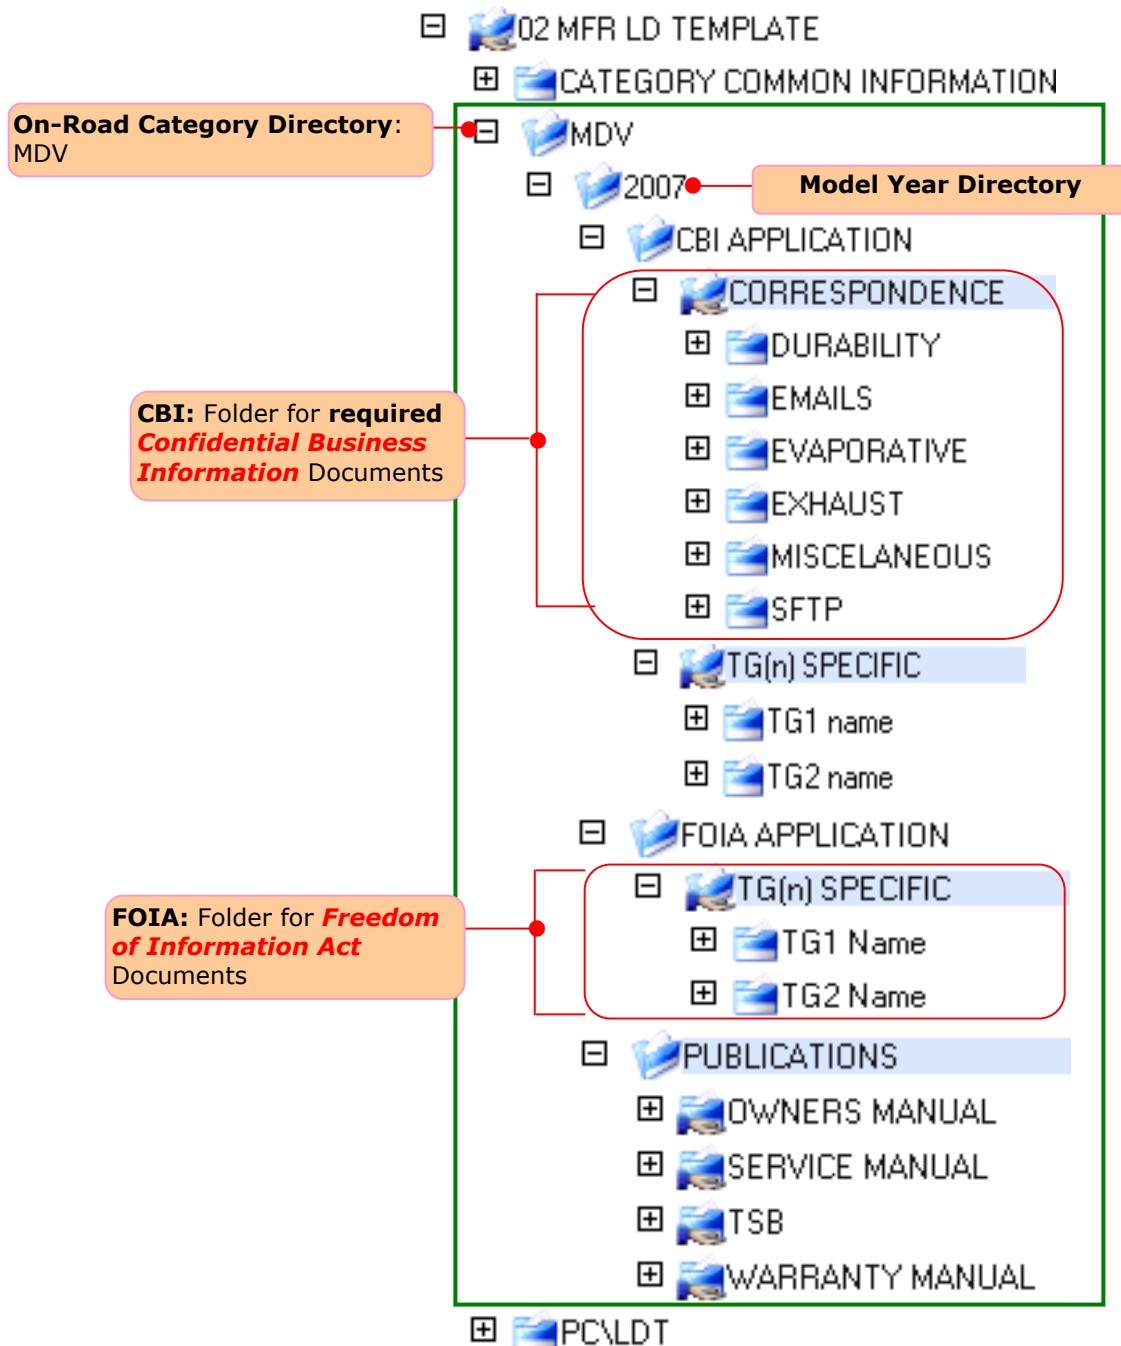 02 MFR LD TEMPLATE
CATEGORY COMMON INFORMATION
On-Road Category Directory:
MDV
MDV
2007
Model Year Directory
CBI APPLICATION
CORRESPONDENCE
DURABILITY
EMAILS
CBI: Folder for required
Confidential Business
Information Documents
EVAPORATIVE
EXHAUST
MISCELANEOUS
SFTP
TG(n) SPECIFIC
TG1 name
TG2 name
FOIA APPLICATION
TG(n) SPECIFIC
FOIA: Folder for Freedom
of Information Act
Documents
TG1 Name
TG2 Name
PUBLICATIONS
OWNERS MANUAL
SERVICE MANUAL
TSB
WARRANTY MANUAL
PC\LDT